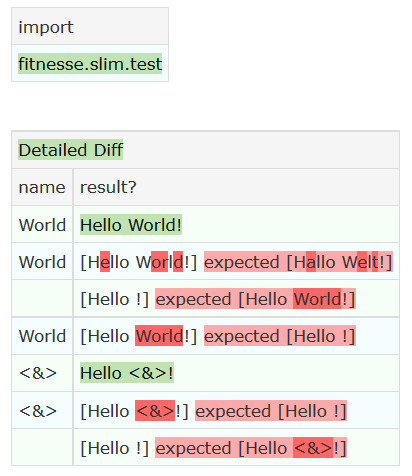 import
fitnesse.slim.test
Detailed Diff
name result?
World Hello World!
World [Hello World!] expected [Hallo Welt!]
[Hello !] expected [Hello World!]
World [Hello World!] expected [Hello !]
<&> Hello <&>!
<&> [Hello <&>!] expected [Hello !]
[Hello !] expected [Hello <&>!]